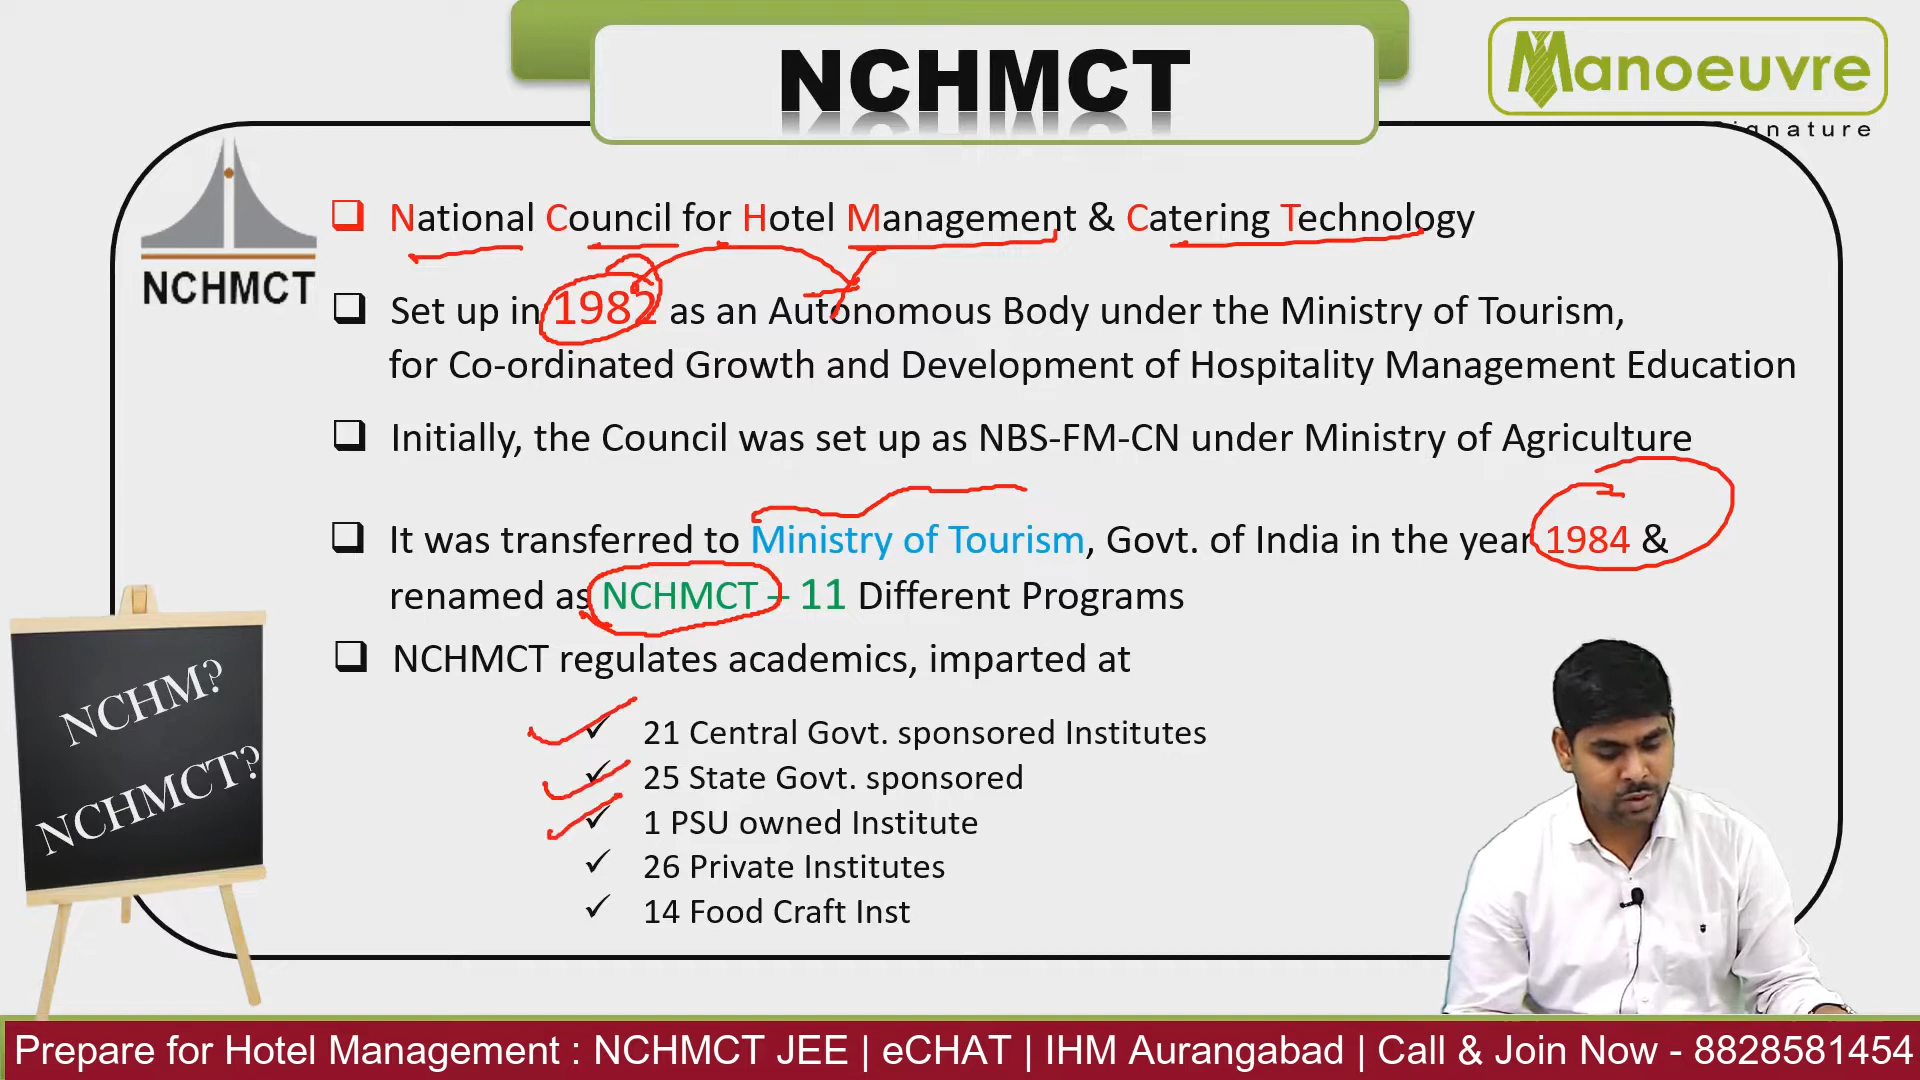 NCHMCT
Manoeuvre
Signature
NCHMCT
National Council for Hotel Management & Catering Technology
Set up in 1982 as an Autonomous Body under the Ministry of Tourism,
for Co-ordinated Growth and Development of Hospitality Management Education
Initially, the Council was set up as NBS-FM-CN under Ministry of Agriculture
It was transferred to Ministry of Tourism, Govt. of India in the year 1984 &
renamed as NCHMCT – 11 Different Programs
NCHMCT regulates academics, imparted at
21 Central Govt. sponsored Institutes
25 State Govt. sponsored
1 PSU owned Institute
26 Private Institutes
14 Food Craft Inst
NCHM?
NCHMCT?
Prepare for Hotel Management : NCHMCT JEE | eCHAT | IHM Aurangabad | Call & Join Now - 8828581454